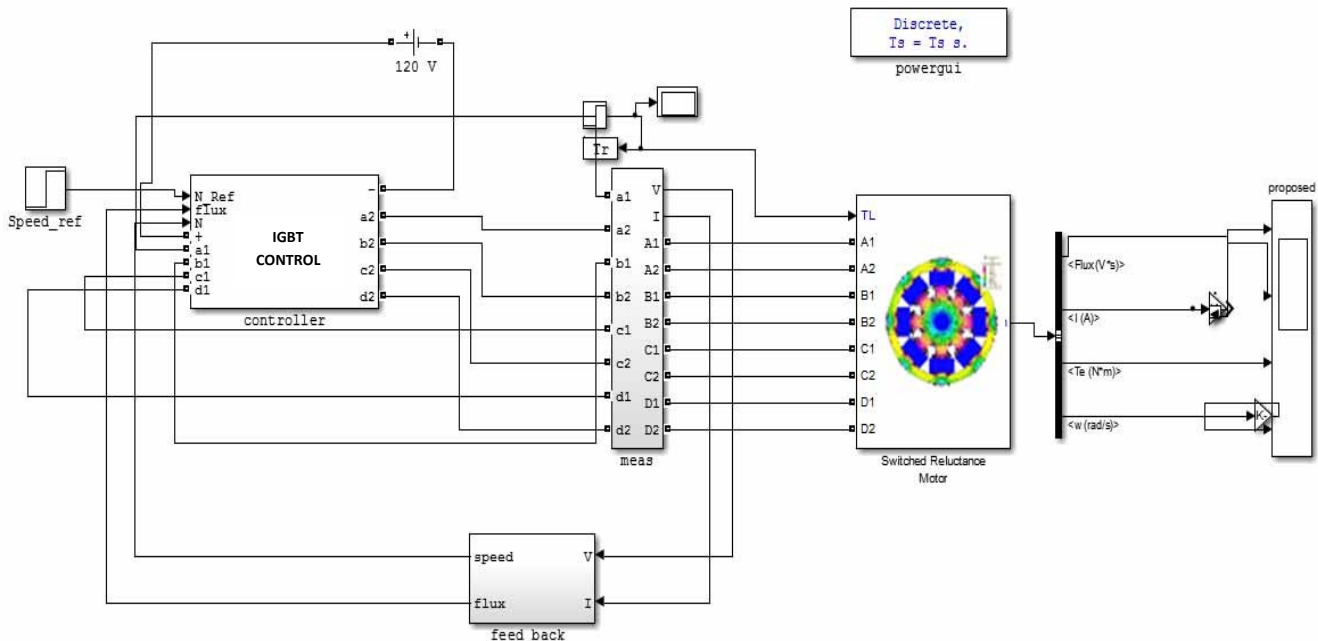 Discrete,
Ts = Ts s.
powergui
+
120 V
Tr
Speed_ref
N_Ref
flux
N
+
a1
b1
c1
d1
IGBT
CONTROL
-
a2
b2
c2
d2
controller
a1
a2
b1
b2
c1
c2
d1
d2
V
I
A1
A2
B1
B2
C1
C2
D1
D2
meas
TL
A1
A2
B1
B2
C1
C2
D1
D2
Switched Reluctance
Motor
<Flux (V*s)>
<I (A)>
<Te (N*m)>
<w (rad/s)>
K-
proposed
speed
flux
V
I
feed back